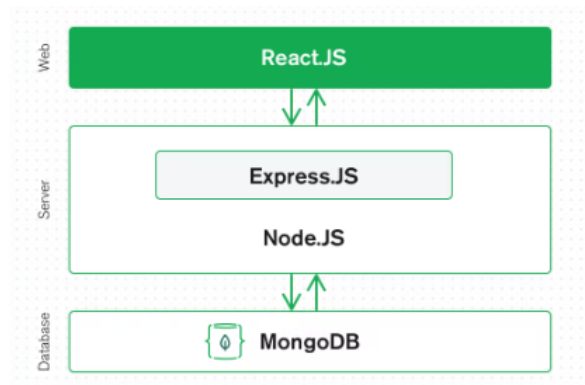 Web
React.JS
Server
Express.JS
Node.JS
Database
MongoDB